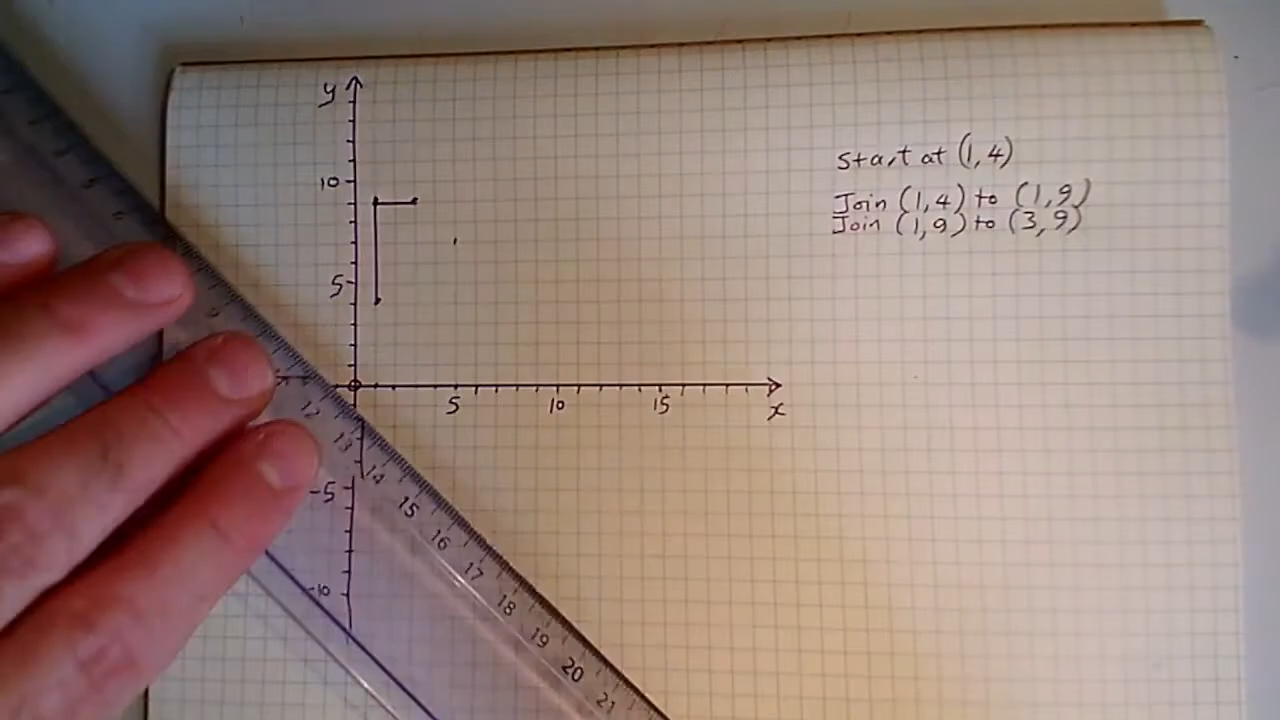 y
Start at (1,4)
10
Join (1,4) to (1,9)
Join (1,9) to (3,9)
5
5 10 15
x
-5
-10
12
13
14
15
16
17
18
19
20
21